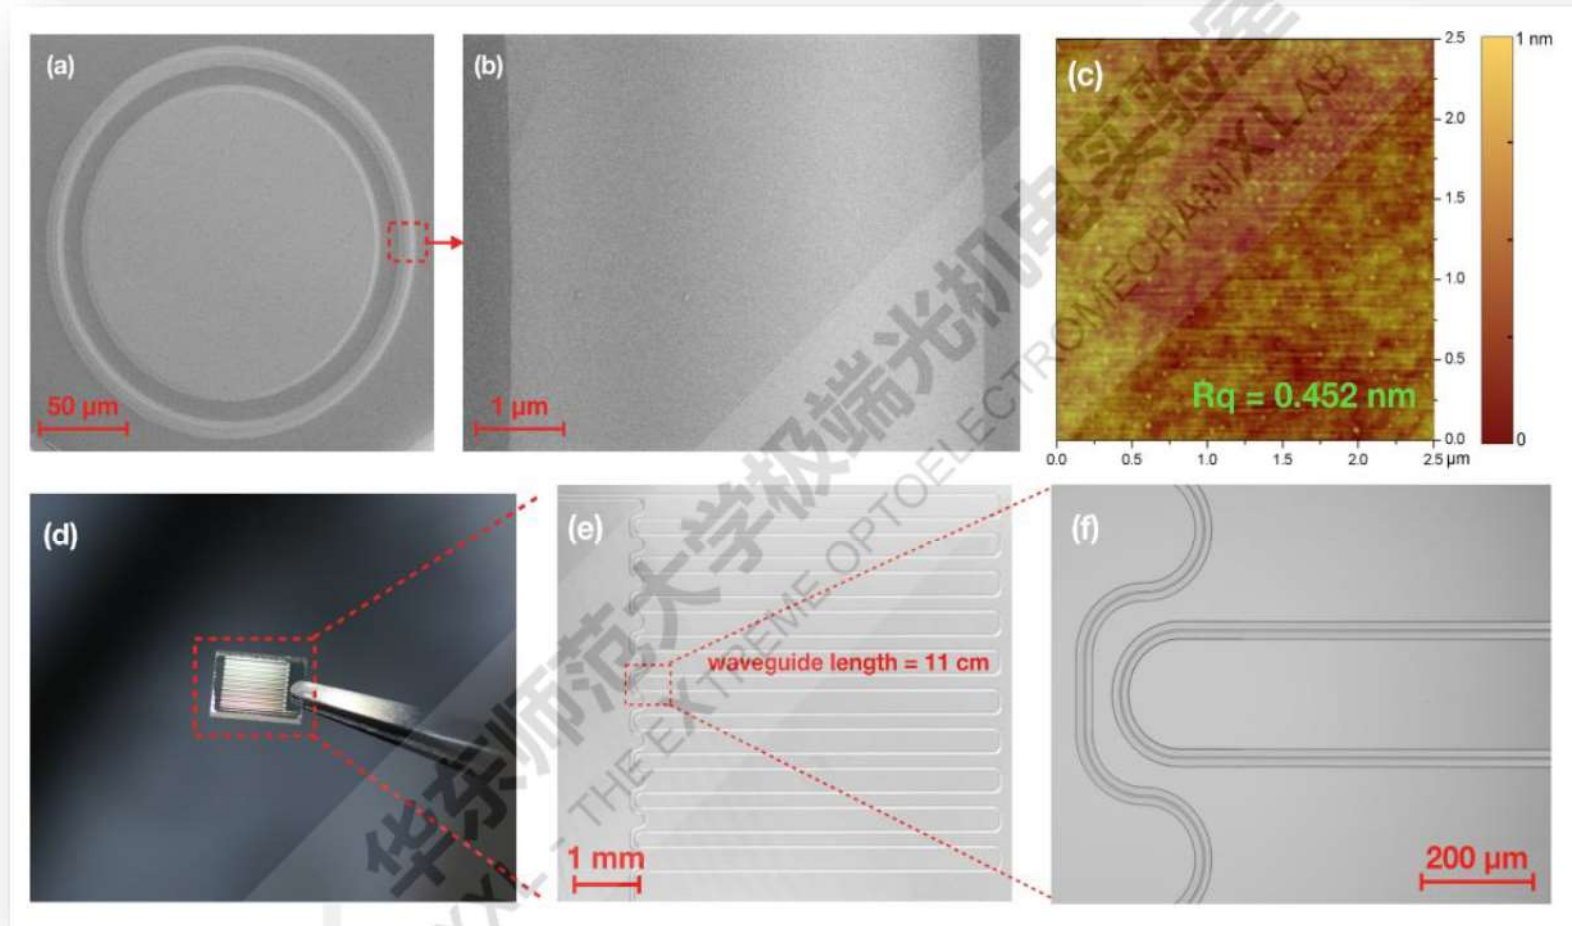 (a)
50 µm
(b)
1 µm
(c)
2.5
2.0
1.5
1.0
0.5
0.0
0.0
0.5
1.0
1.5
2.0
2.5 µm
1 nm
0
Rq = 0.452 nm
(d)
(e)
waveguide length = 11 cm
1 mm
(f)
200 µm
华东师范大学极端光机电实验室
XXL - THE EXTREME OPTOELECTROMECHANIX LAB